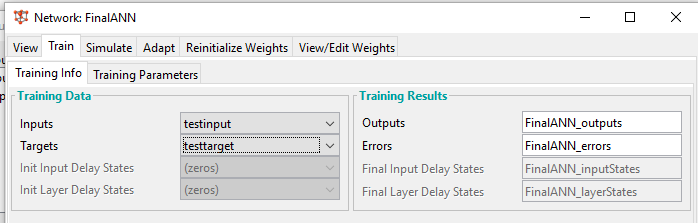 Network: FinalANN
View Train Simulate Adapt Reinitialize Weights View/Edit Weights
Training Info Training Parameters
Training Data
Inputs testinput
Targets testtarget
Init Input Delay States (zeros)
Init Layer Delay States (zeros)
Training Results
Outputs FinalANN_outputs
Errors FinalANN_errors
Final Input Delay States FinalANN_inputStates
Final Layer Delay States FinalANN_layerStates